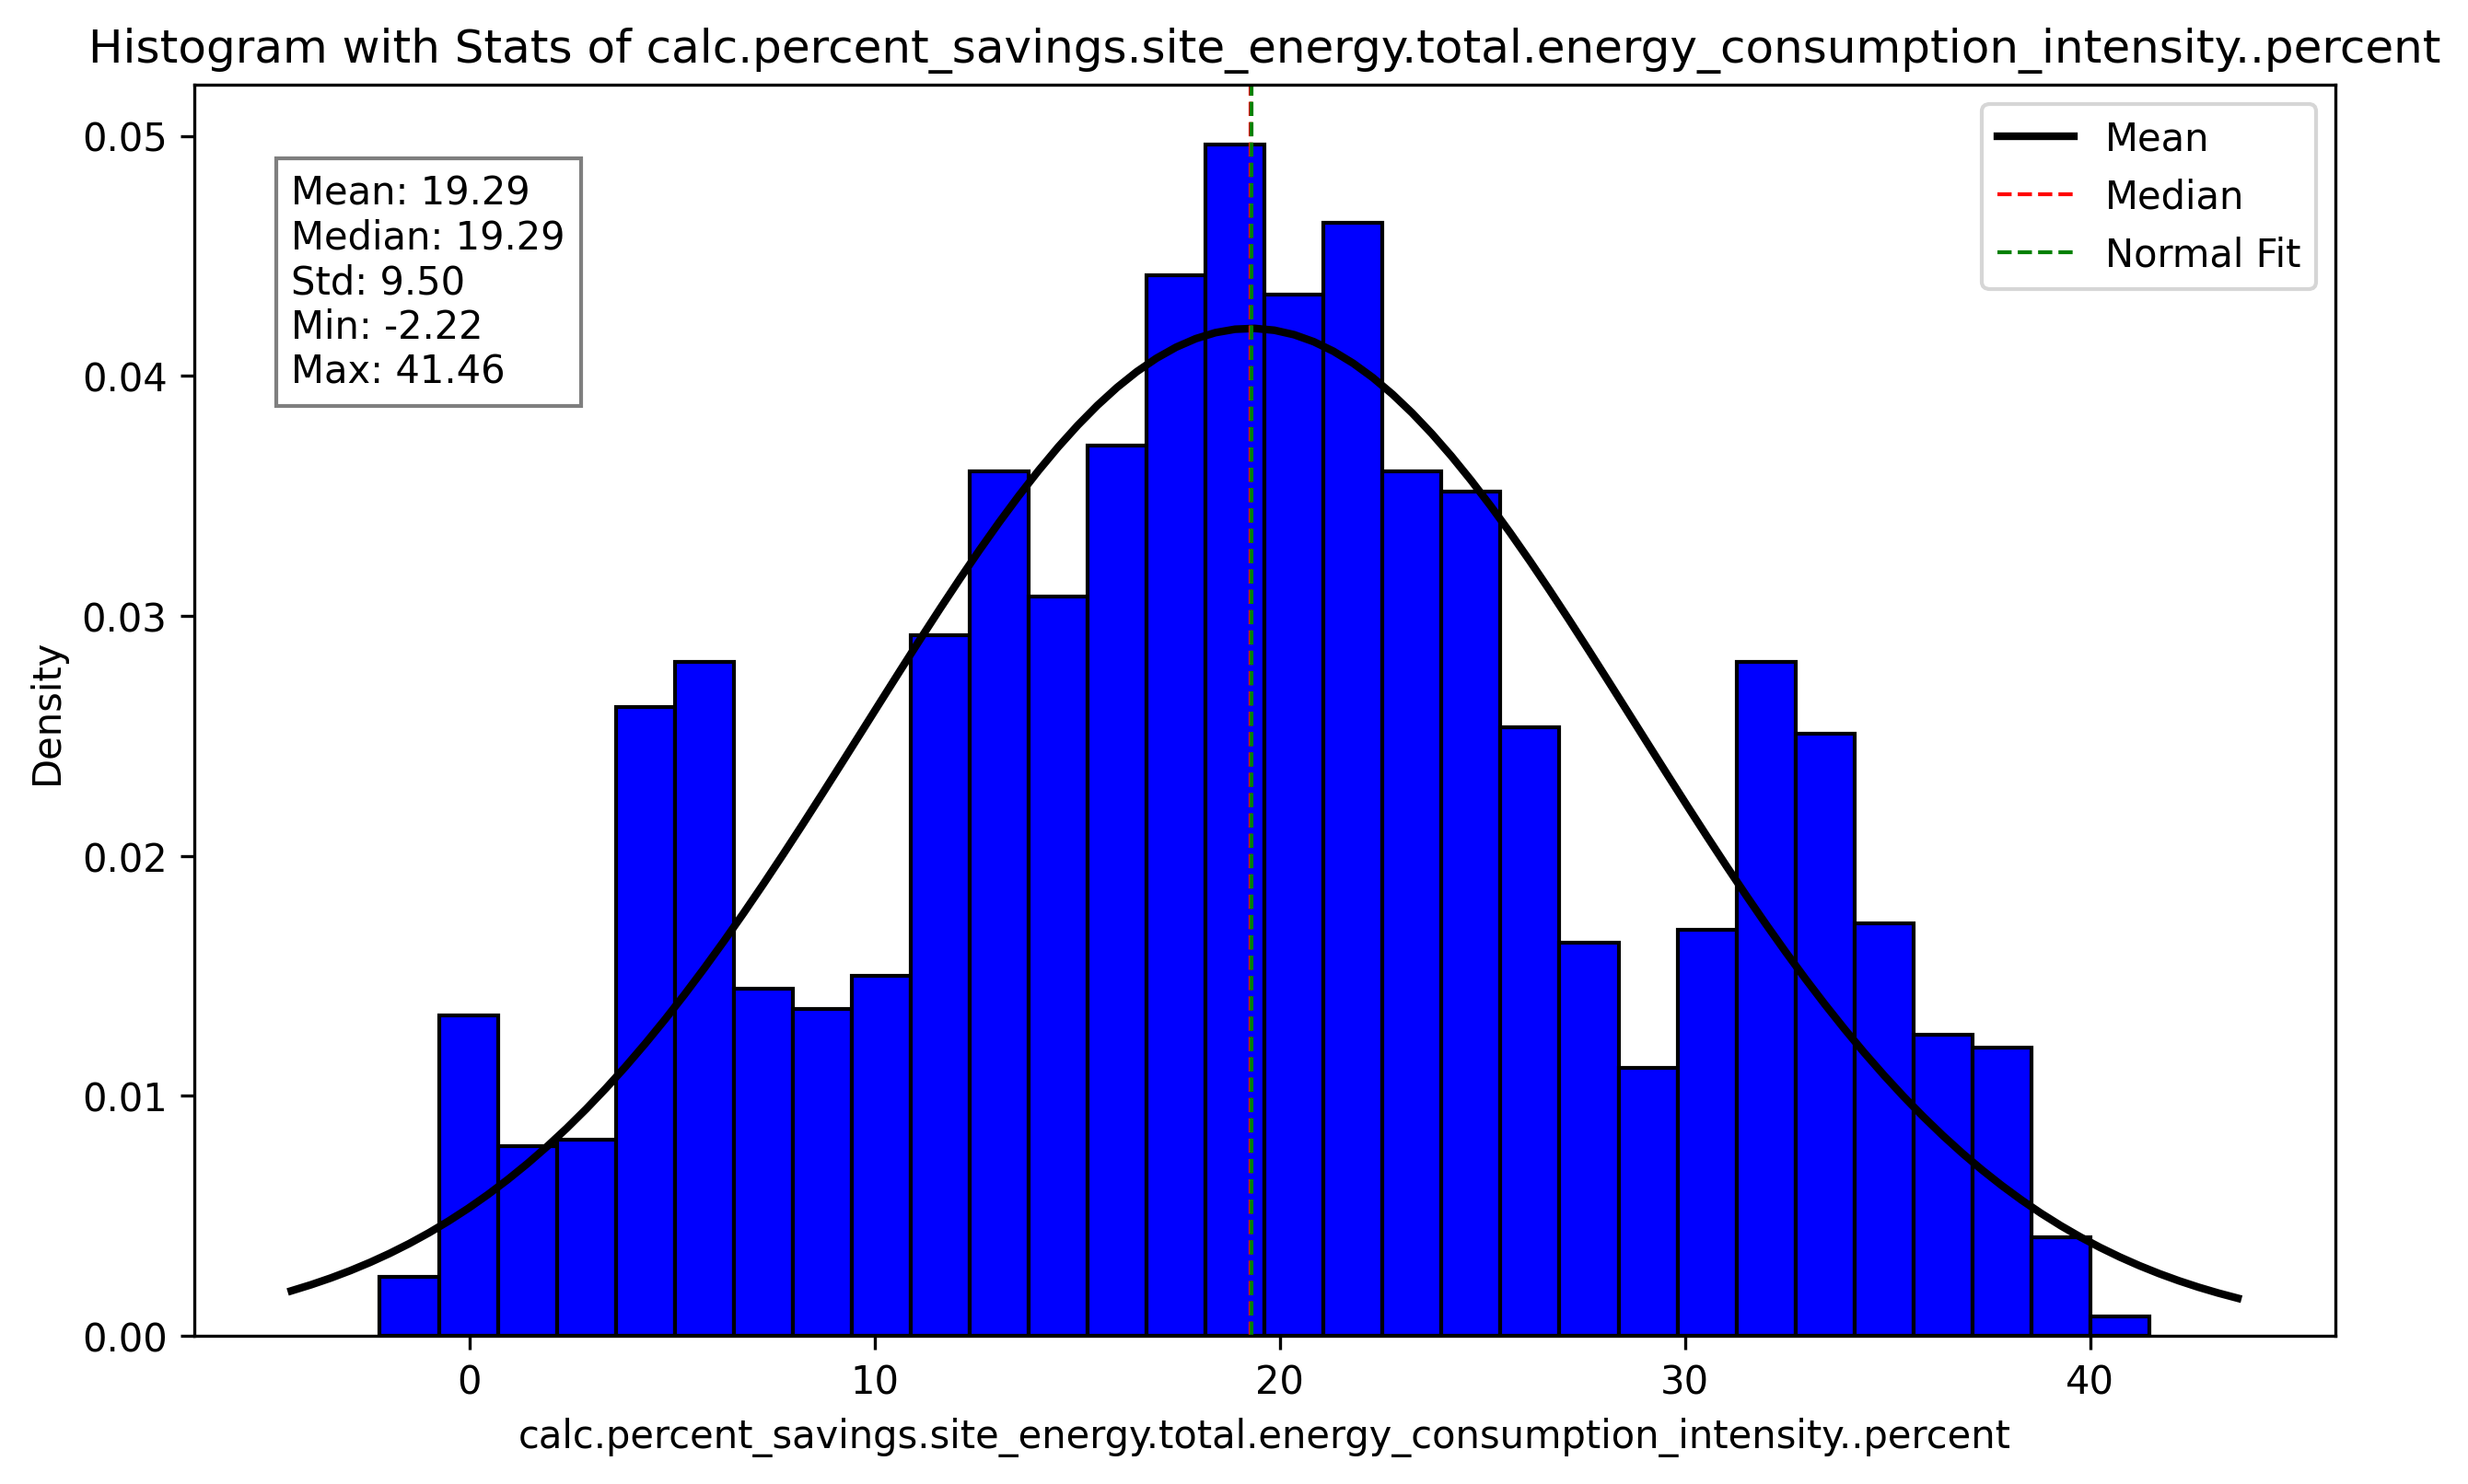 Histogram with Stats of calc.percent_savings.site_energy.total.energy_consumption_intensity..percent
Mean: 19.29
Median: 19.29
Std: 9.50
Min: -2.22
Max: 41.46
Mean
Median
Normal Fit
Density
0.05
0.04
0.03
0.02
0.01
0.00
0
10
20
30
40
calc.percent_savings.site_energy.total.energy_consumption_intensity..percent